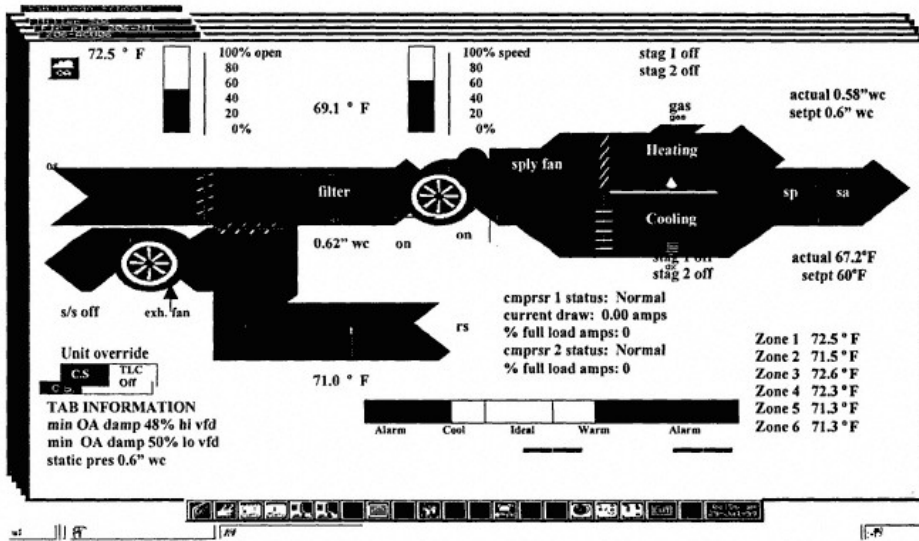 72.5 ° F
OA
100% open
80
60
40
20
0%
69.1 ° F
100% speed
80
60
40
20
0%
stag 1 off
stag 2 off
gas
gas
actual 0.58”wc
setpt 0.6” wc
filter
sply fan
Heating
Cooling
sp
sa
0.62” wc
on
on
stag 1 off
stag 2 off
actual 67.2°F
setpt 60°F
s/s off
exh. fan
rs
cmprsr 1 status: Normal
current draw: 0.00 amps
% full load amps: 0
cmprsr 2 status: Normal
% full load amps: 0
Zone 1 72.5 ° F
Zone 2 71.5 ° F
Zone 3 72.6 ° F
Zone 4 72.3 ° F
Zone 5 71.3 ° F
Zone 6 71.3 ° F
Unit override
C.S
TLC
Off
C.S.
71.0 ° F
TAB INFORMATION
min OA damp 48% hi vfd
min OA damp 50% lo vfd
static pres 0.6” wc
Alarm Cool Ideal Warm Alarm